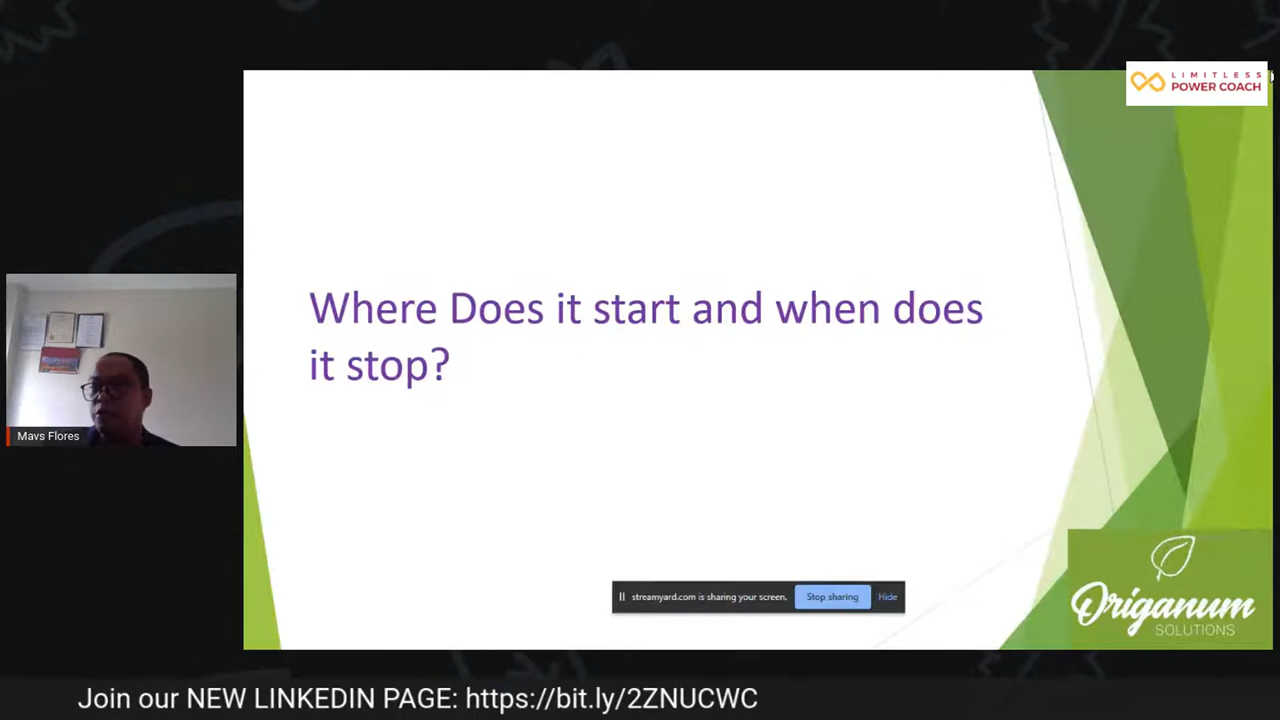 LIMITLESS
POWER COACH
Where Does it start and when does
it stop?
Mavs Flores
streamyard.com is sharing your screen.
Stop sharing
Hide
Origanum
SOLUTIONS
Join our NEW LINKEDIN PAGE: https://bit.ly/2ZNUCWC